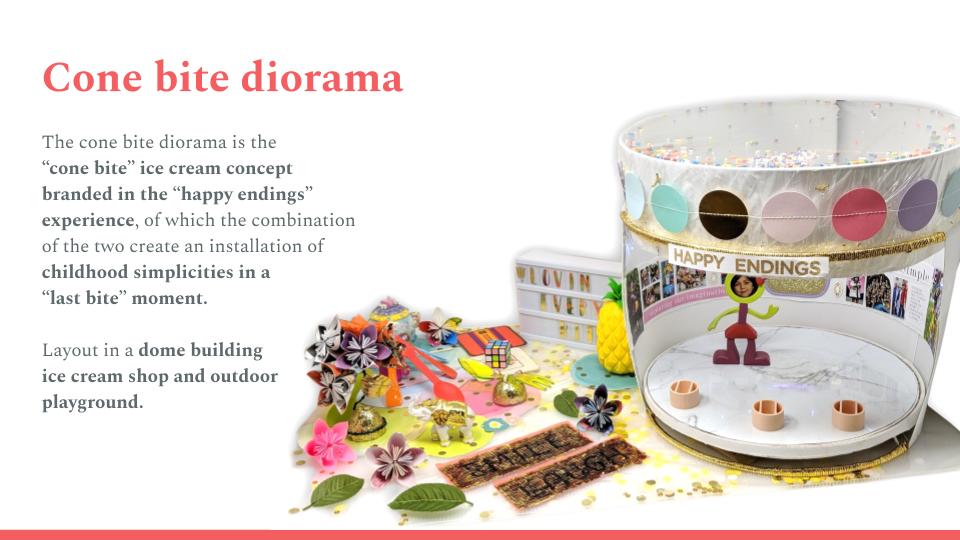 Cone bite diorama
The cone bite diorama is the
“cone bite” ice cream concept
branded in the “happy endings”
experience, of which the combination
of the two create an installation of
childhood simplicities in a
“last bite” moment.
Layout in a dome building
ice cream shop and outdoor
playground.
HAPPY ENDINGS